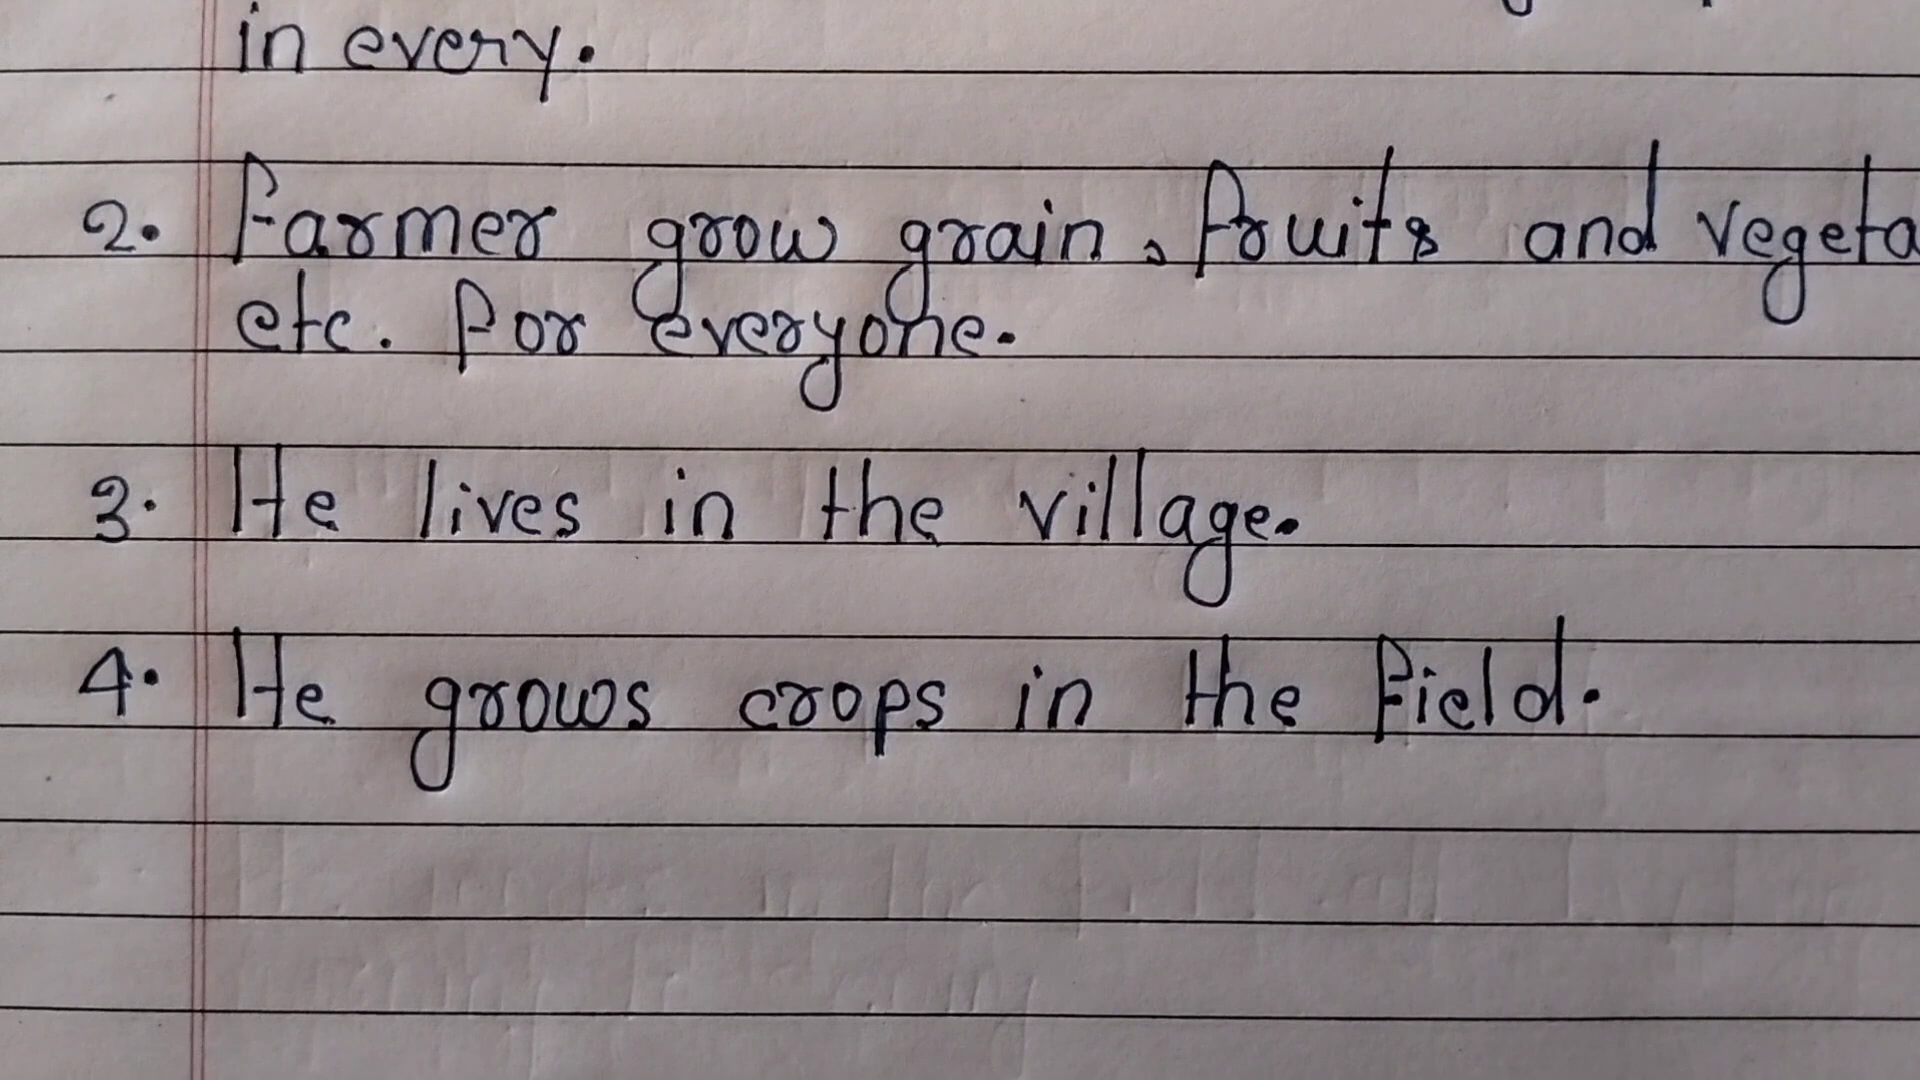 in every.
2. Farmer grow grain, fruits and vegeta
etc. for everyone.
3. He lives in the village.
4. He grows crops in the field.